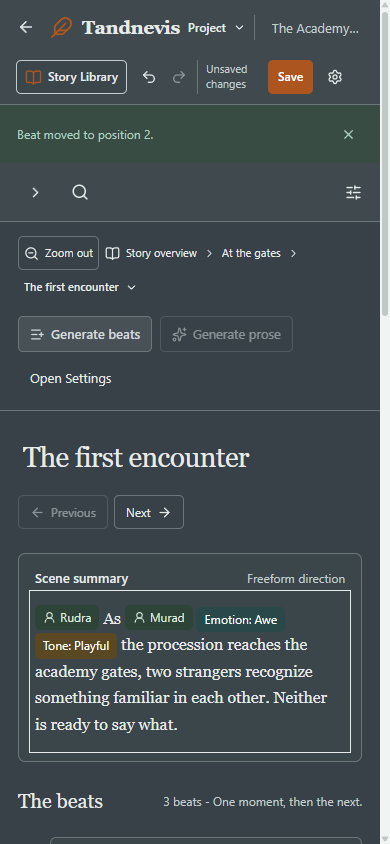 Tandnevis Project The Academy...
Story Library Unsaved changes Save
Beat moved to position 2.
Zoom out Story overview At the gates
The first encounter
Generate beats Generate prose
Open Settings
The first encounter
Previous Next
Scene summary Freeform direction
Rudra As Murad Emotion: Awe
Tone: Playful the procession reaches the
academy gates, two strangers recognize
something familiar in each other. Neither
is ready to say what.
The beats 3 beats - One moment, then the next.